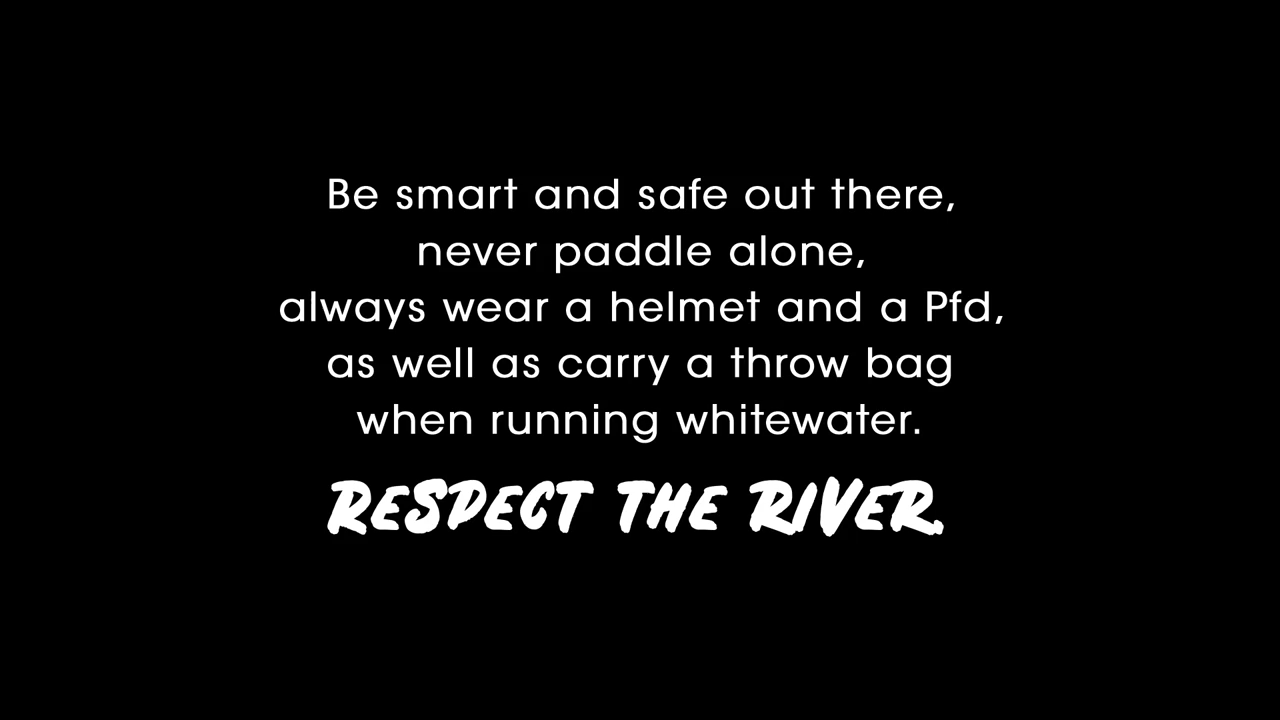 Be smart and safe out there,
never paddle alone,
always wear a helmet and a Pfd,
as well as carry a throw bag
when running whitewater.
RESPECT THE RIVER.